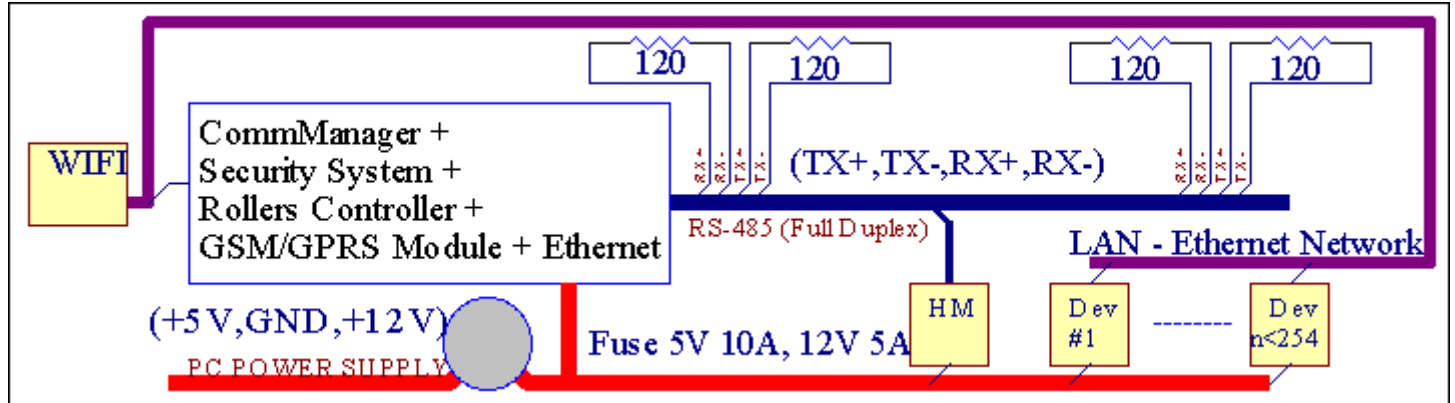 120
120
120
120
WIFI
CommManager +
Security System +
Rollers Controller +
GSM/GPRS Module + Ethernet
RX-+
RX--
TX-+
TX--
(TX+,TX-,RX+,RX-)
RX-+
RX--
TX-+
TX--
RS-485 (Full Duplex)
LAN - Ethernet Network
(+5V,GND,+12V)
PC POWER SUPPLY
Fuse 5V 10A, 12V 5A
HM
Dev
#1
Dev
n<254